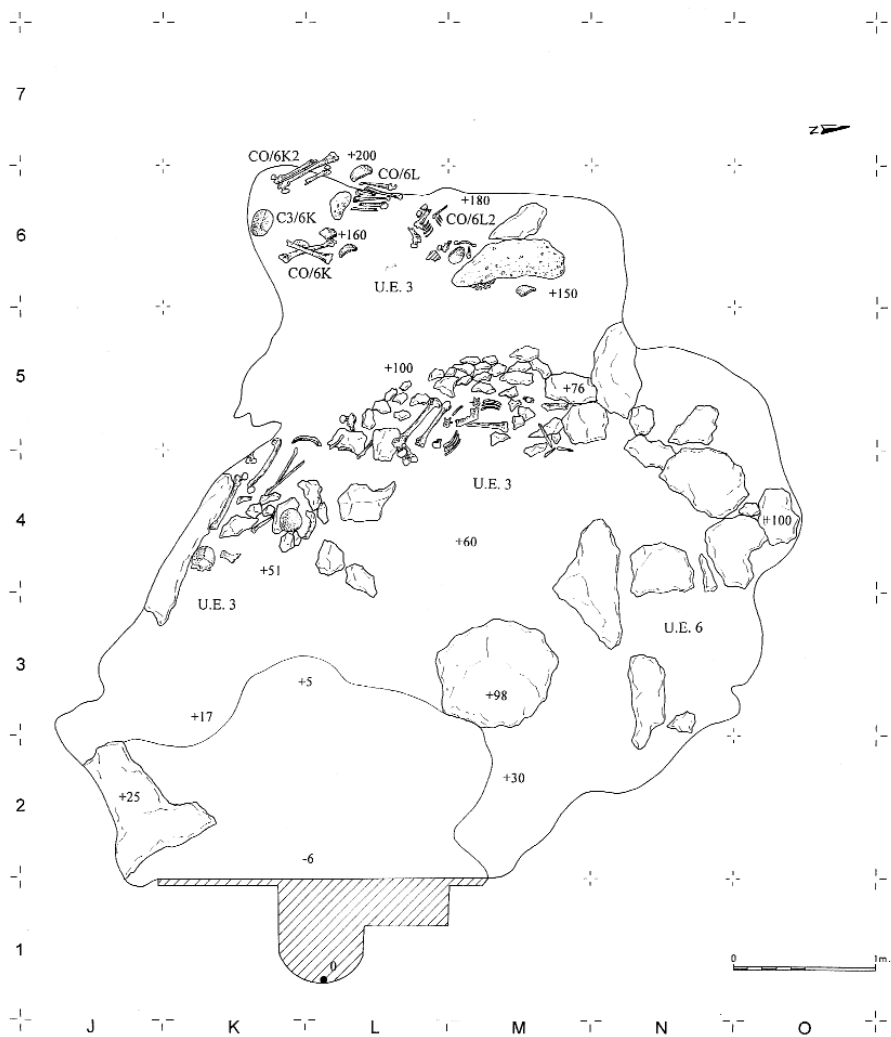 7
Z
CO/6K2
+200
CO/6L
+180
C3/6K
CO/6L2
6
+160
CO/6K
U.E. 3
+150
+100
5
+76
U.E. 3
4
+100
+60
+51
U.E. 3
U.E. 6
3
+5
+98
+17
+30
+25
2
-6
1
0
0
1m.
J
K
L
M
N
O